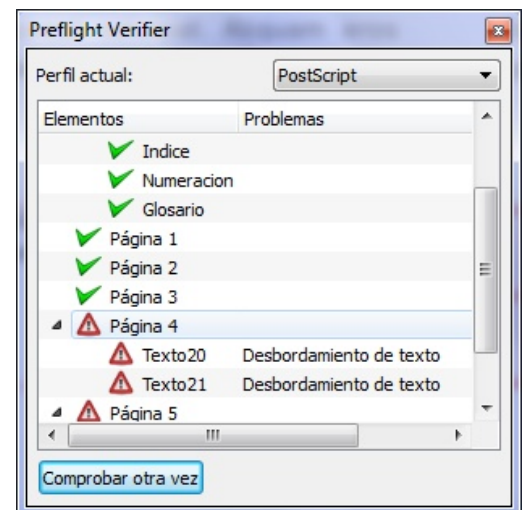 Preflight Verifier
Perfil actual: PostScript
Elementos Problemas
Indice
Numeracion
Glosario
Página 1
Página 2
Página 3
Página 4
Texto20 Desbordamiento de texto
Texto21 Desbordamiento de texto
Página 5
Comprobar otra vez